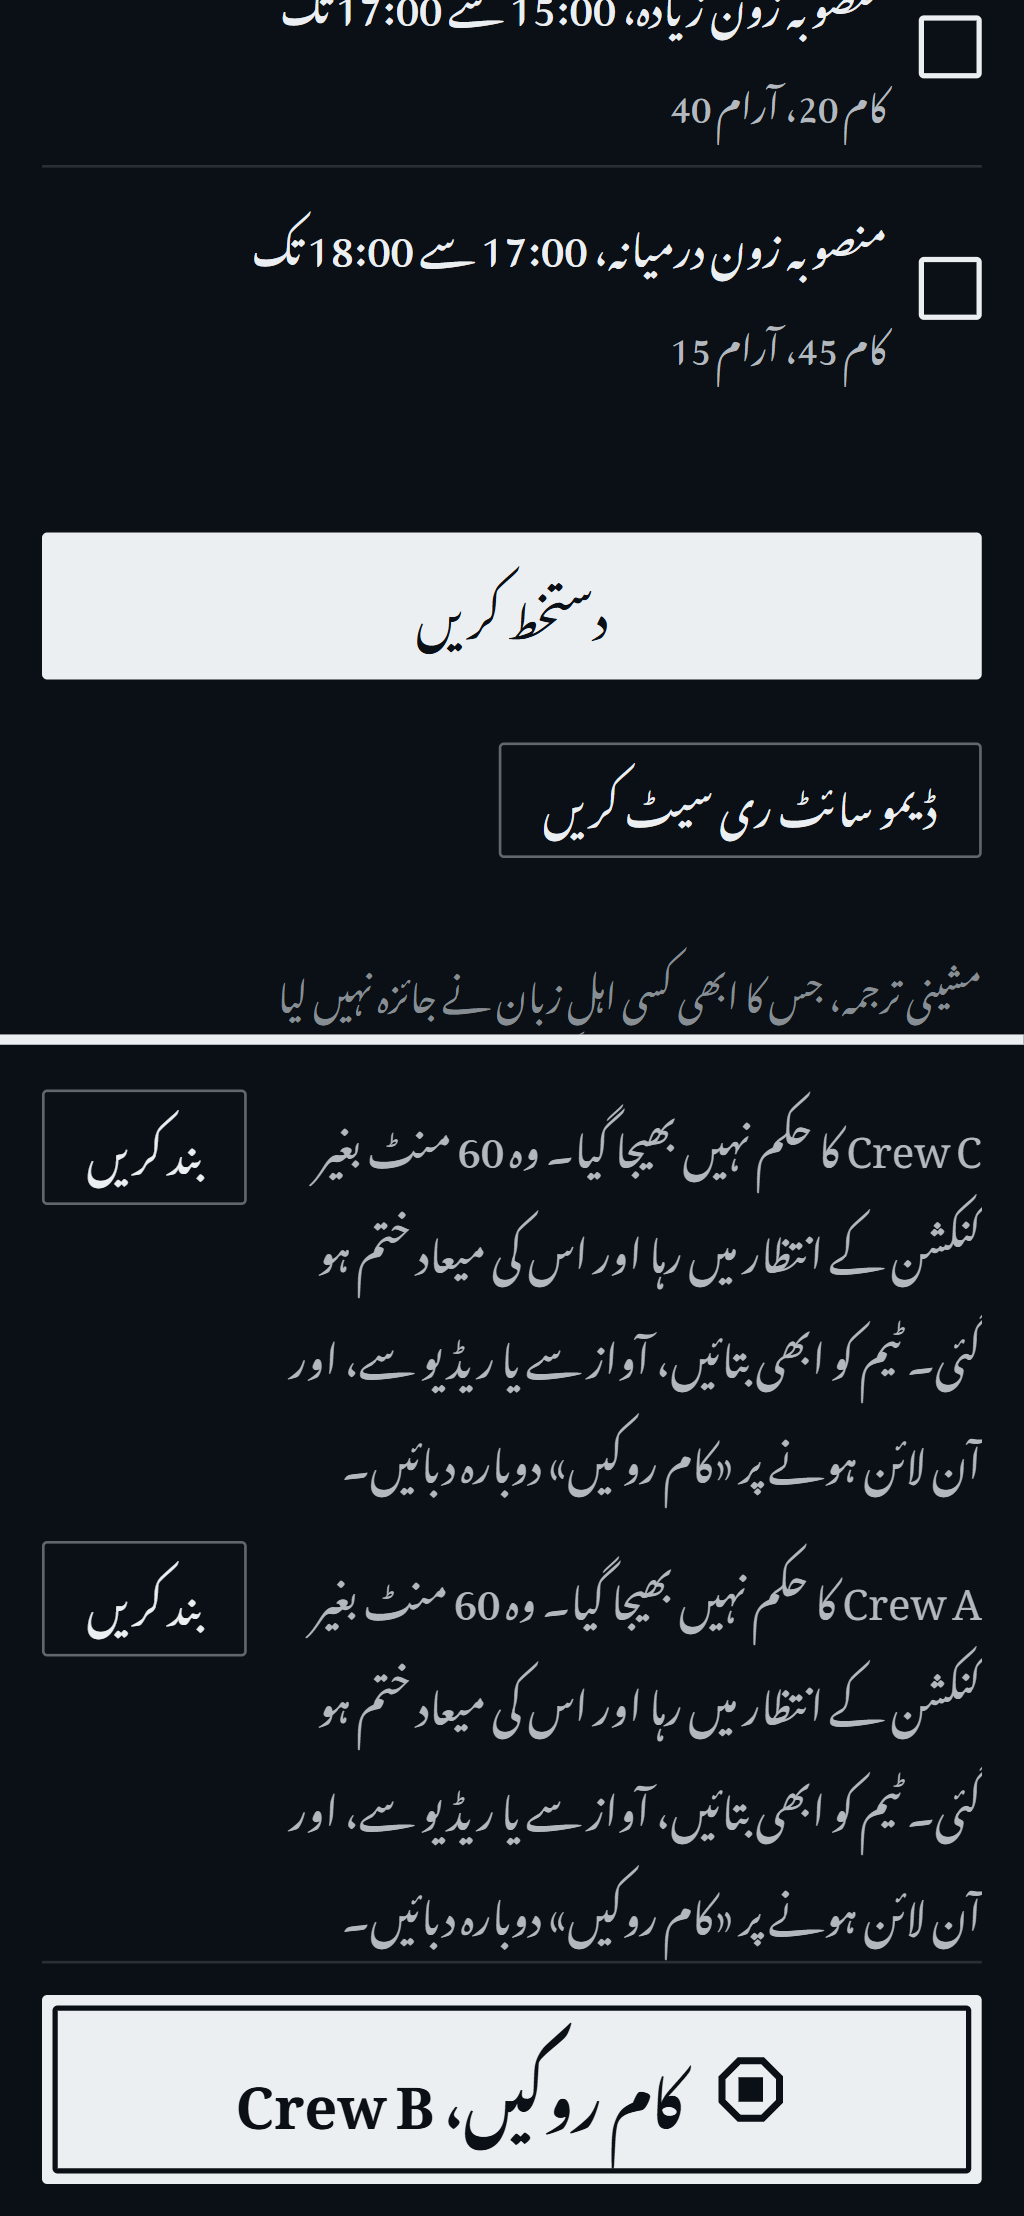 منصوبہ زون زیادہ، 15:00 سے 17:00 تک
کام 20، آرام 40
منصوبہ زون درمیانہ، 17:00 سے 18:00 تک
کام 45، آرام 15
دستخط کریں
ڈیمو سائٹ ری سیٹ کریں
مشینی ترجمہ، جس کا ابھی کسی اہلِ زبان نے جائزہ نہیں لیا
Crew C کا حکم نہیں بھیجا گیا۔ وہ 60 منٹ بغیر
کنکشن کے انتظار میں رہا اور اس کی میعاد ختم ہو
گئی۔ ٹیم کو ابھی بتائیں، آواز سے یا ریڈیو سے، اور
آن لائن ہونے پر «کام روکیں» دوبارہ دبائیں۔
بند کریں
Crew A کا حکم نہیں بھیجا گیا۔ وہ 60 منٹ بغیر
کنکشن کے انتظار میں رہا اور اس کی میعاد ختم ہو
گئی۔ ٹیم کو ابھی بتائیں، آواز سے یا ریڈیو سے، اور
آن لائن ہونے پر «کام روکیں» دوبارہ دبائیں۔
بند کریں
کام روکیں، Crew B